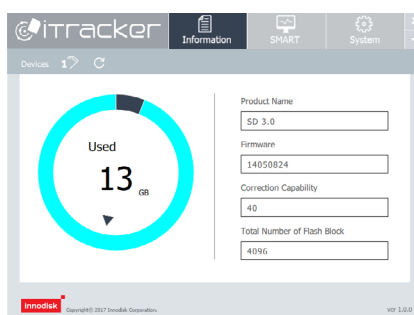 iTracker
Information
SMART
System
Devices 1
Product Name
SD 3.0
Used
13 GB
Firmware
14050824
Correction Capability
40
Total Number of Flash Block
4096
innodisk
Copyright© 2017 Innodisk Corporation.
ver 1.0.0